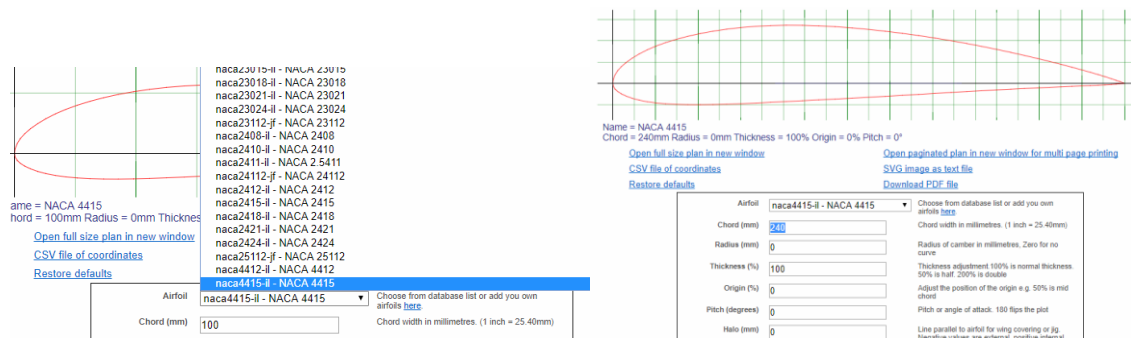 naca23015-il - NACA 23015
naca23018-il - NACA 23018
naca23021-il - NACA 23021
naca23024-il - NACA 23024
naca23112-jf - NACA 23112
naca2408-il - NACA 2408
naca2410-il - NACA 2410
naca2411-il - NACA 2.5411
naca24112-jf - NACA 24112
naca2412-il - NACA 2412
naca2415-il - NACA 2415
naca2418-il - NACA 2418
naca2421-il - NACA 2421
naca2424-il - NACA 2424
naca25112-jf - NACA 25112
naca4412-il - NACA 4412
naca4415-il - NACA 4415
ame = NACA 4415
hord = 100mm Radius = 0mm Thicknes
Open full size plan in new window
CSV file of coordinates
Restore defaults
Airfoil naca4415-il - NACA 4415 Choose from database list or add you own
airfoils here.
Chord (mm) 100 Chord width in millimetres. (1 inch = 25.40mm)
Name = NACA 4415
Chord = 240mm Radius = 0mm Thickness = 100% Origin = 0% Pitch = 0°
Open full size plan in new window Open paginated plan in new window for multi page printing
CSV file of coordinates SVG image as text file
Restore defaults Download PDF file
Airfoil naca4415-il - NACA 4415 Choose from database list or add you own
airfoils here.
Chord (mm) 240 Chord width in millimetres. (1 inch = 25.40mm)
Radius (mm) 0 Radius of camber in millimetres. Zero for no
curve
Thickness (%) 100 Thickness adjustment.100% is normal thickness.
50% is half. 200% is double
Origin (%) 0 Adjust the position of the origin e.g. 50% is mid
chord
Pitch (degrees) 0 Pitch or angle of attack. 180 flips the plot
Halo (mm) 0 Line parallel to airfoil for wing covering or jig.
Negative values are external, positive internal